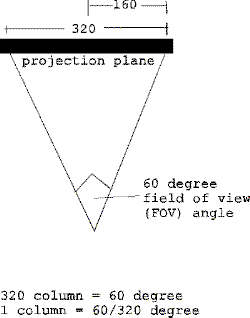 160
320
projection plane
60 degree
field of view
(FOV) angle
320 column = 60 degree
1 column = 60/320 degree